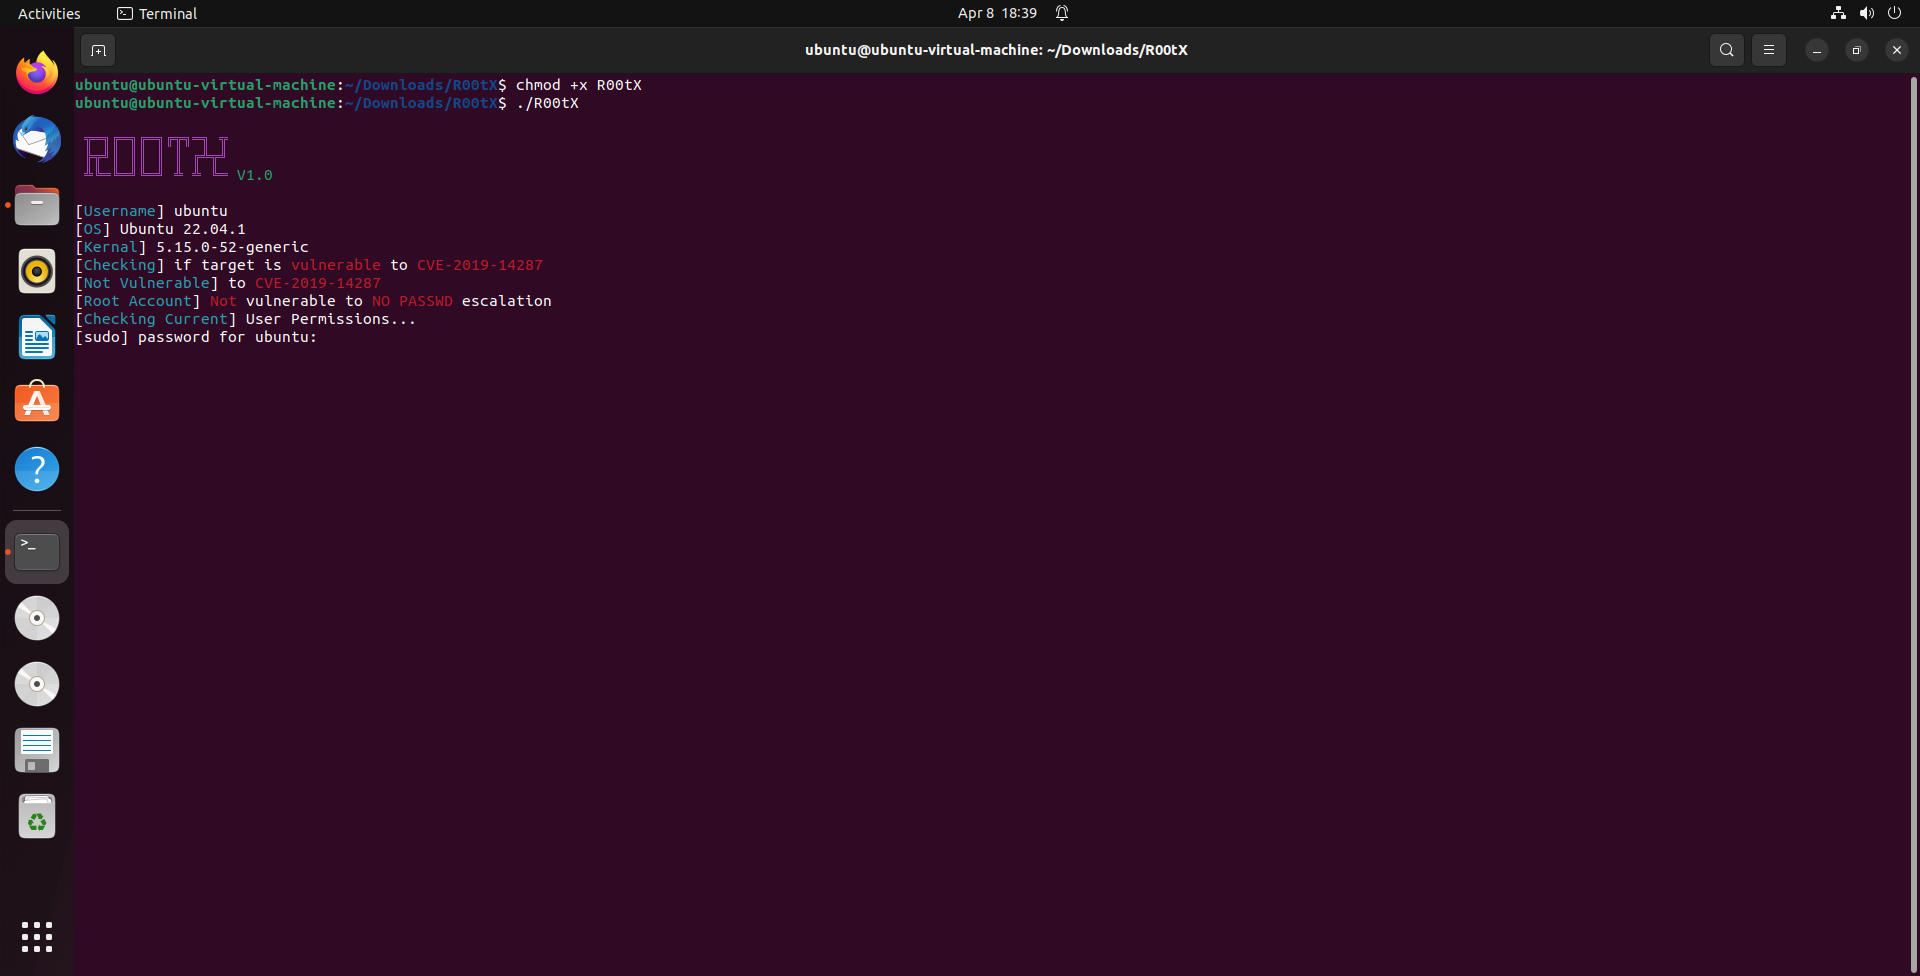 Activities Terminal Apr 8 18:39
ubuntu@ubuntu-virtual-machine: ~/Downloads/R00tX
ubuntu@ubuntu-virtual-machine:~/Downloads/R00tX$ chmod +x R00tX
ubuntu@ubuntu-virtual-machine:~/Downloads/R00tX$ ./R00tX
ROOTX V1.0
[Username] ubuntu
[OS] Ubuntu 22.04.1
[Kernal] 5.15.0-52-generic
[Checking] if target is vulnerable to CVE-2019-14287
[Not Vulnerable] to CVE-2019-14287
[Root Account] Not vulnerable to NO PASSWD escalation
[Checking Current] User Permissions...
[sudo] password for ubuntu: